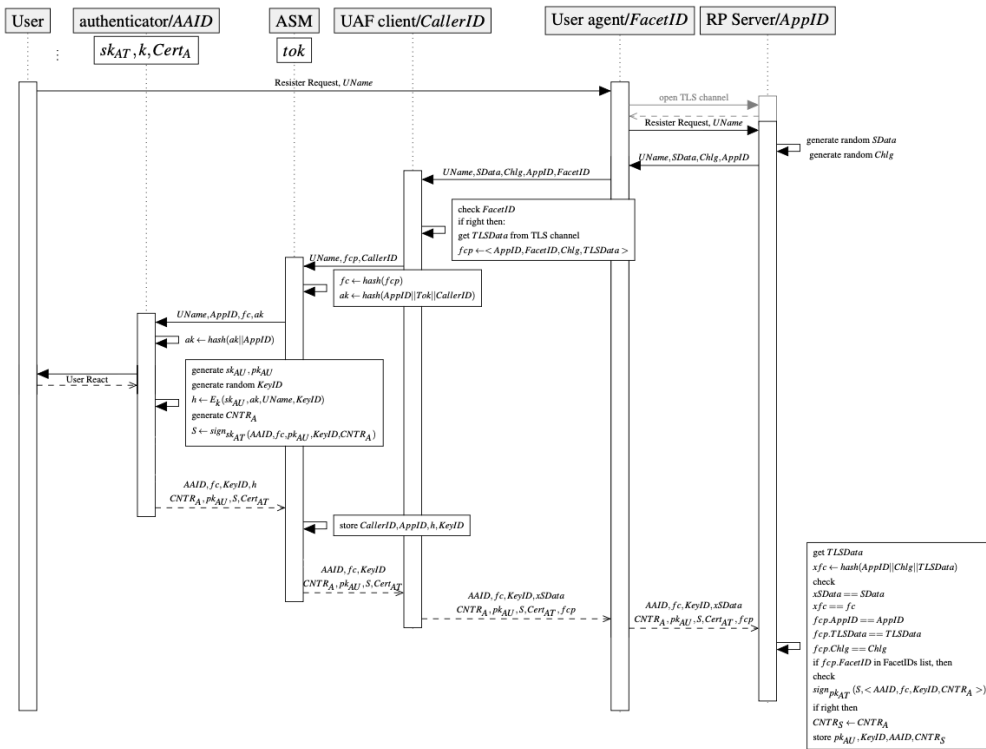 User
authenticator/AAID
ASM
UAF client/CallerID
User agent/FacetID
RP Server/AppID
sk_AT, k, Cert_A
tok
Resister Request, UName
open TLS channel
Resister Request, UName
generate random SData
generate random Chlg
UName, SData, Chlg, AppID
UName, SData, Chlg, AppID, FacetID
check FacetID
if right then:
get TLSData from TLS channel
fcp ←< AppID, FacetID, Chlg, TLSData >
UName, fcp, CallerID
fc ← hash(fcp)
ak ← hash(AppID||Tok||CallerID)
UName, AppID, fc, ak
ak ← hash(ak||AppID)
User React
generate sk_AU, pk_AU
generate random KeyID
h ← E_k(sk_AU, ak, UName, KeyID)
generate CNTR_A
S ← sign_sk_AT(AAID, fc, pk_AU, KeyID, CNTR_A)
AAID, fc, KeyID, h
CNTR_A, pk_AU, S, Cert_AT
store CallerID, AppID, h, KeyID
AAID, fc, KeyID
CNTR_A, pk_AU, S, Cert_AT
AAID, fc, KeyID, xSData
CNTR_A, pk_AU, S, Cert_AT, fcp
AAID, fc, KeyID, xSData
CNTR_A, pk_AU, S, Cert_AT, fcp
get TLSData
xfc ← hash(AppID||Chlg||TLSData)
check
xSData == SData
xfc == fc
fcp.AppID == AppID
fcp.TLSData == TLSData
fcp.Chlg == Chlg
if fcp.FacetID in FacetIDs list, then
check
sign_pk_AT(S, < AAID, fc, KeyID, CNTR_A >)
if right then
CNTR_S ← CNTR_A
store pk_AU, KeyID, AAID, CNTR_S